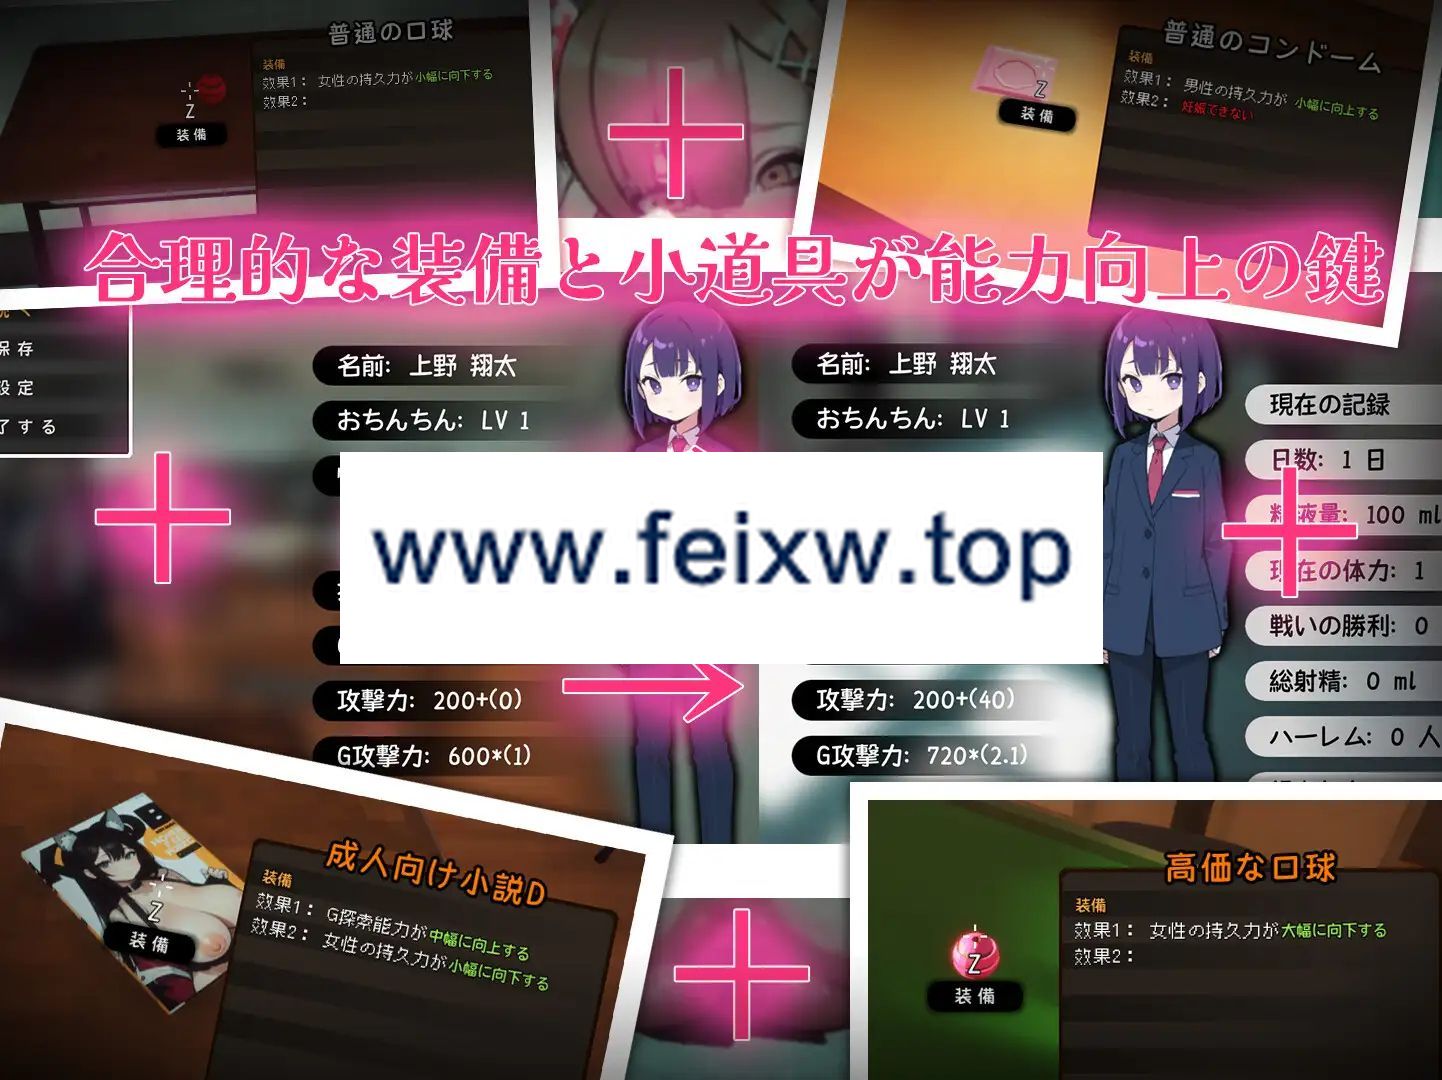 普通の口球
装備
効果1: 女性の持久力が小幅に向下する
効果2:
Z
装備
普通のコンドーム
装備
効果1: 男性の持久力が 小幅に向上する
効果2: 妊娠できない
Z
装備
合理的な装備と小道具が能力向上の鍵
保存
設定
了する
名前: 上野 翔太
おちんちん: LV 1
攻撃力: 200+(0)
G攻撃力: 600*(1)
名前: 上野 翔太
おちんちん: LV 1
攻撃力: 200+(40)
G攻撃力: 720*(2.1)
www.feixw.top
現在の記録
日数: 1 日
精液量: 100 ml
現在の体力: 1
戦いの勝利: 0
総射精: 0 ml
ハーレム: 0 人
成人向け小説D
装備
効果1: G探索能力が中幅に向上する
効果2: 女性の持久力が小幅に向下する
Z
装備
高価な口球
装備
効果1: 女性の持久力が大幅に向下する
効果2:
Z
装備